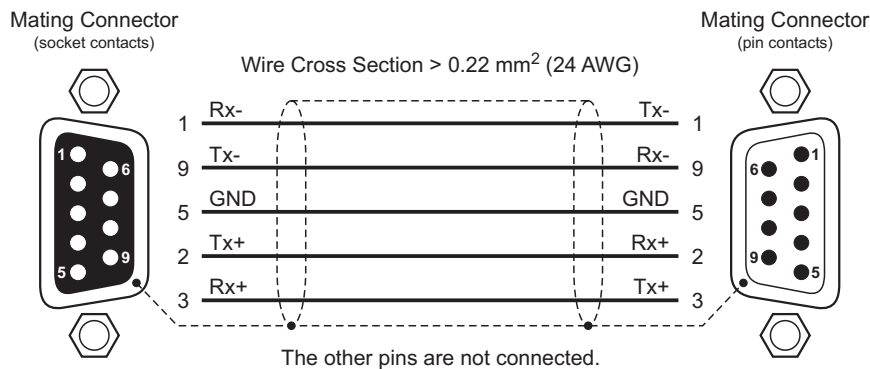 Mating Connector
(socket contacts)
Mating Connector
(pin contacts)
Wire Cross Section > 0.22 mm² (24 AWG)
1 Rx- Tx- 1
9 Tx- Rx- 9
5 GND GND 5
2 Tx+ Rx+ 2
3 Rx+ Tx+ 3
1
6
9
5
1
6
9
5
The other pins are not connected.